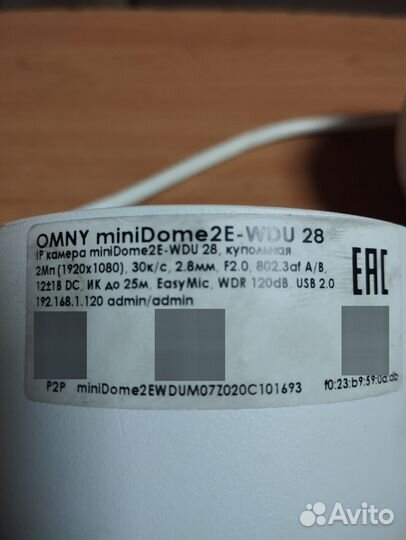 OMNY miniDome2E-WDU 28
IP камера miniDome2E-WDU 28, купольная
2Мп (1920x1080), 30к/с, 2.8мм, F2.0, 802.3af A/B,
12±1В DC, ИК до 25м, EasyMic, WDR 120dB, USB 2.0
192.168.1.120 admin/admin
EAC
P2P miniDome2EWDUM07Z020C101693 f0:23:b9:59:0a:db
Avito